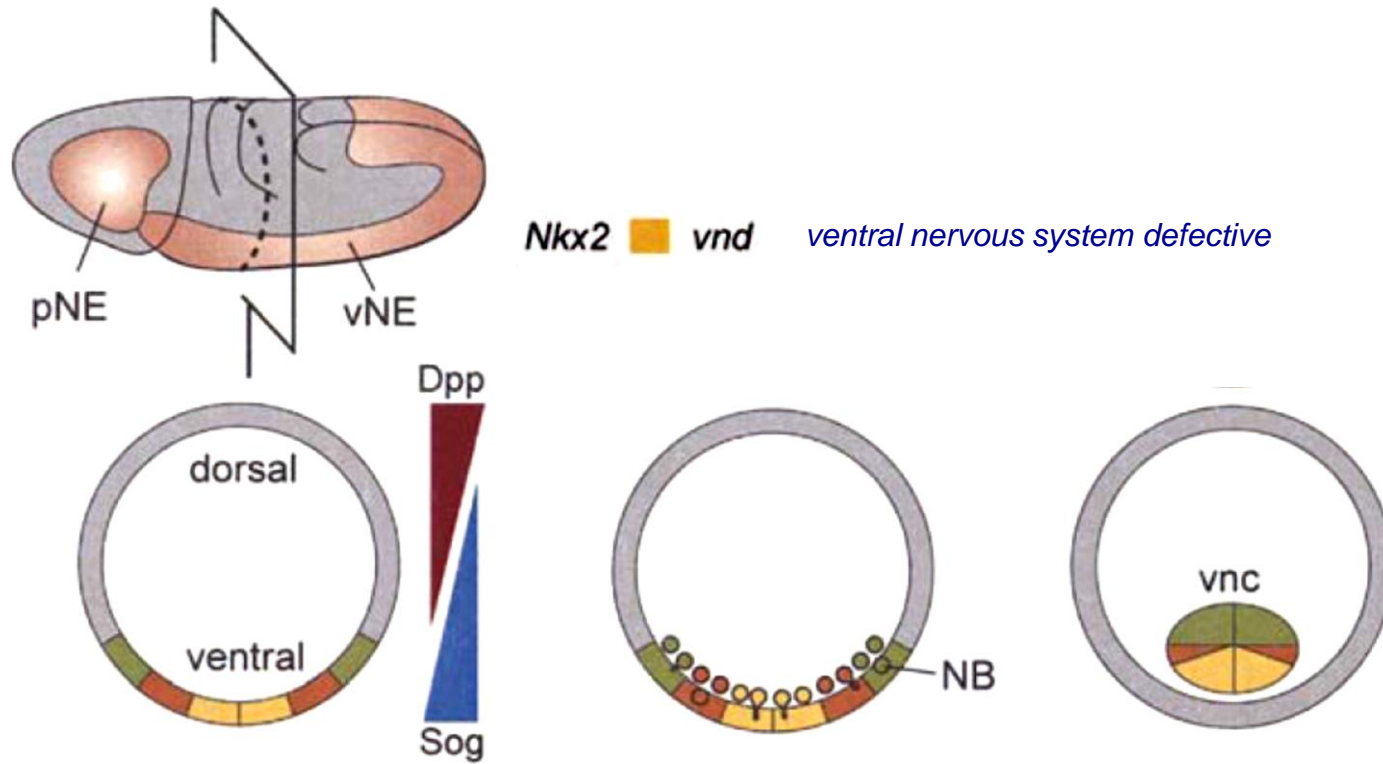 pNE
vNE
Nkx2 vnd ventral nervous system defective
Dpp
dorsal
ventral
Sog
NB
vnc